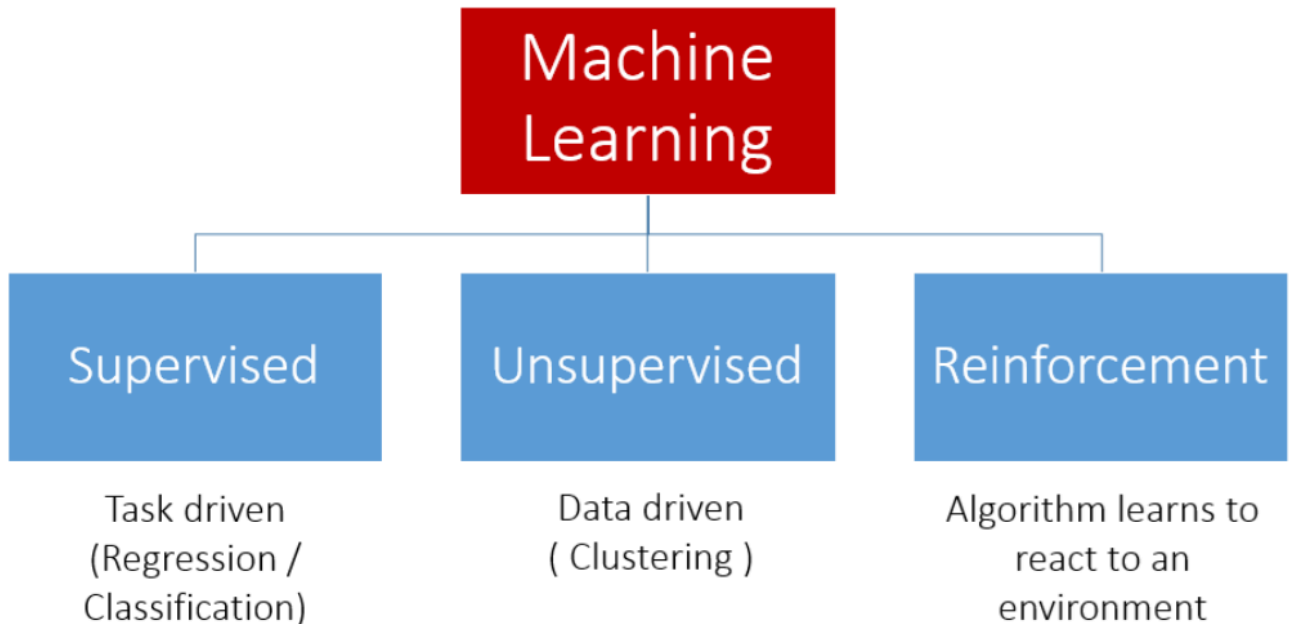 Machine
Learning
Supervised
Unsupervised
Reinforcement
Task driven
(Regression /
Classification)
Data driven
( Clustering )
Algorithm learns to
react to an
environment